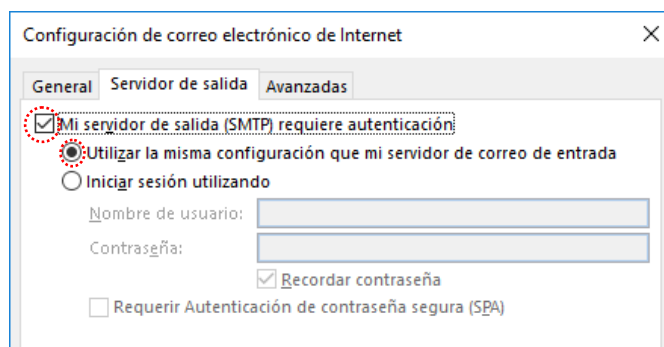 Configuración de correo electrónico de Internet
General Servidor de salida Avanzadas
Mi servidor de salida (SMTP) requiere autenticación
Utilizar la misma configuración que mi servidor de correo de entrada
Iniciar sesión utilizando
Nombre de usuario:
Contraseña:
Recordar contraseña
Requerir Autenticación de contraseña segura (SPA)